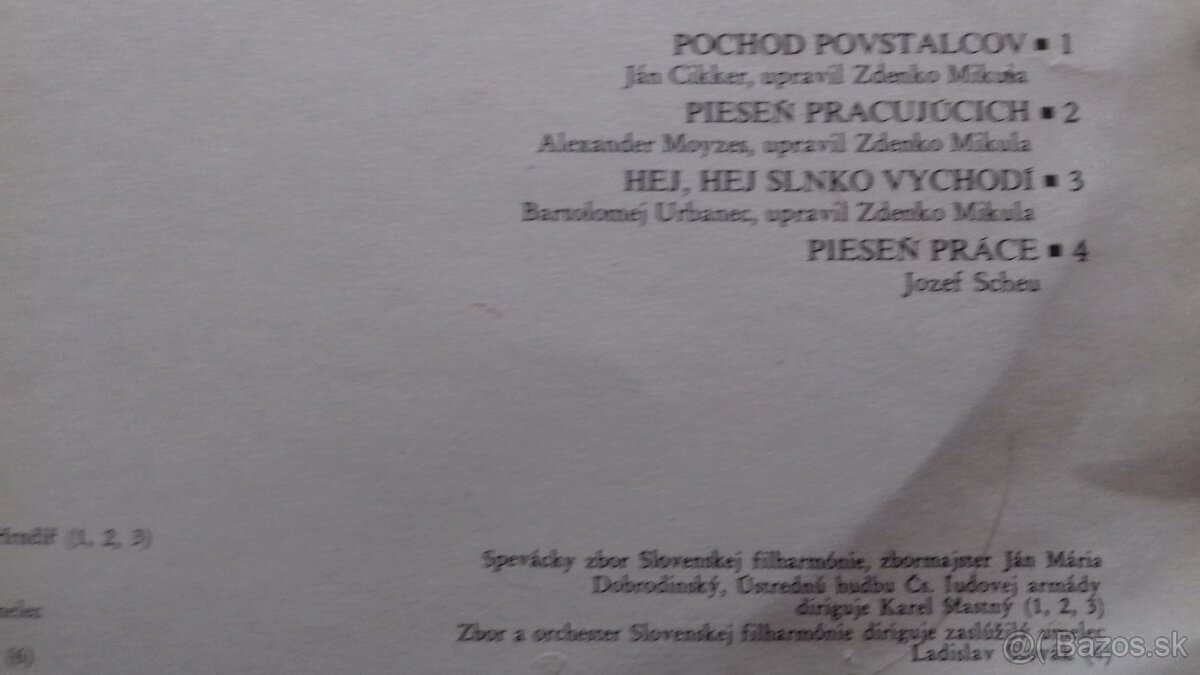 POCHOD POVSTALCOV ■ 1
Ján Cikker, upravil Zdenko Mikula
PIESEŇ PRACUJÚCICH ■ 2
Alexander Moyzes, upravil Zdenko Mikula
HEJ, HEJ SLNKO VYCHODÍ ■ 3
Bartolomej Urbanec, upravil Zdenko Mikula
PIESEŇ PRÁCE ■ 4
Jozef Scheu
(1, 2, 3)
Spevácky zbor Slovenskej filharmónie, zbormajster Ján Mária
Dobrodinský, Ústrednú hudbu Čs. ľudovej armády
diriguje Karel Šťastný (1, 2, 3)
Zbor a orchester Slovenskej filharmónie diriguje zaslúžilý umelec
Ladislav
(6)
@ Bazos.sk